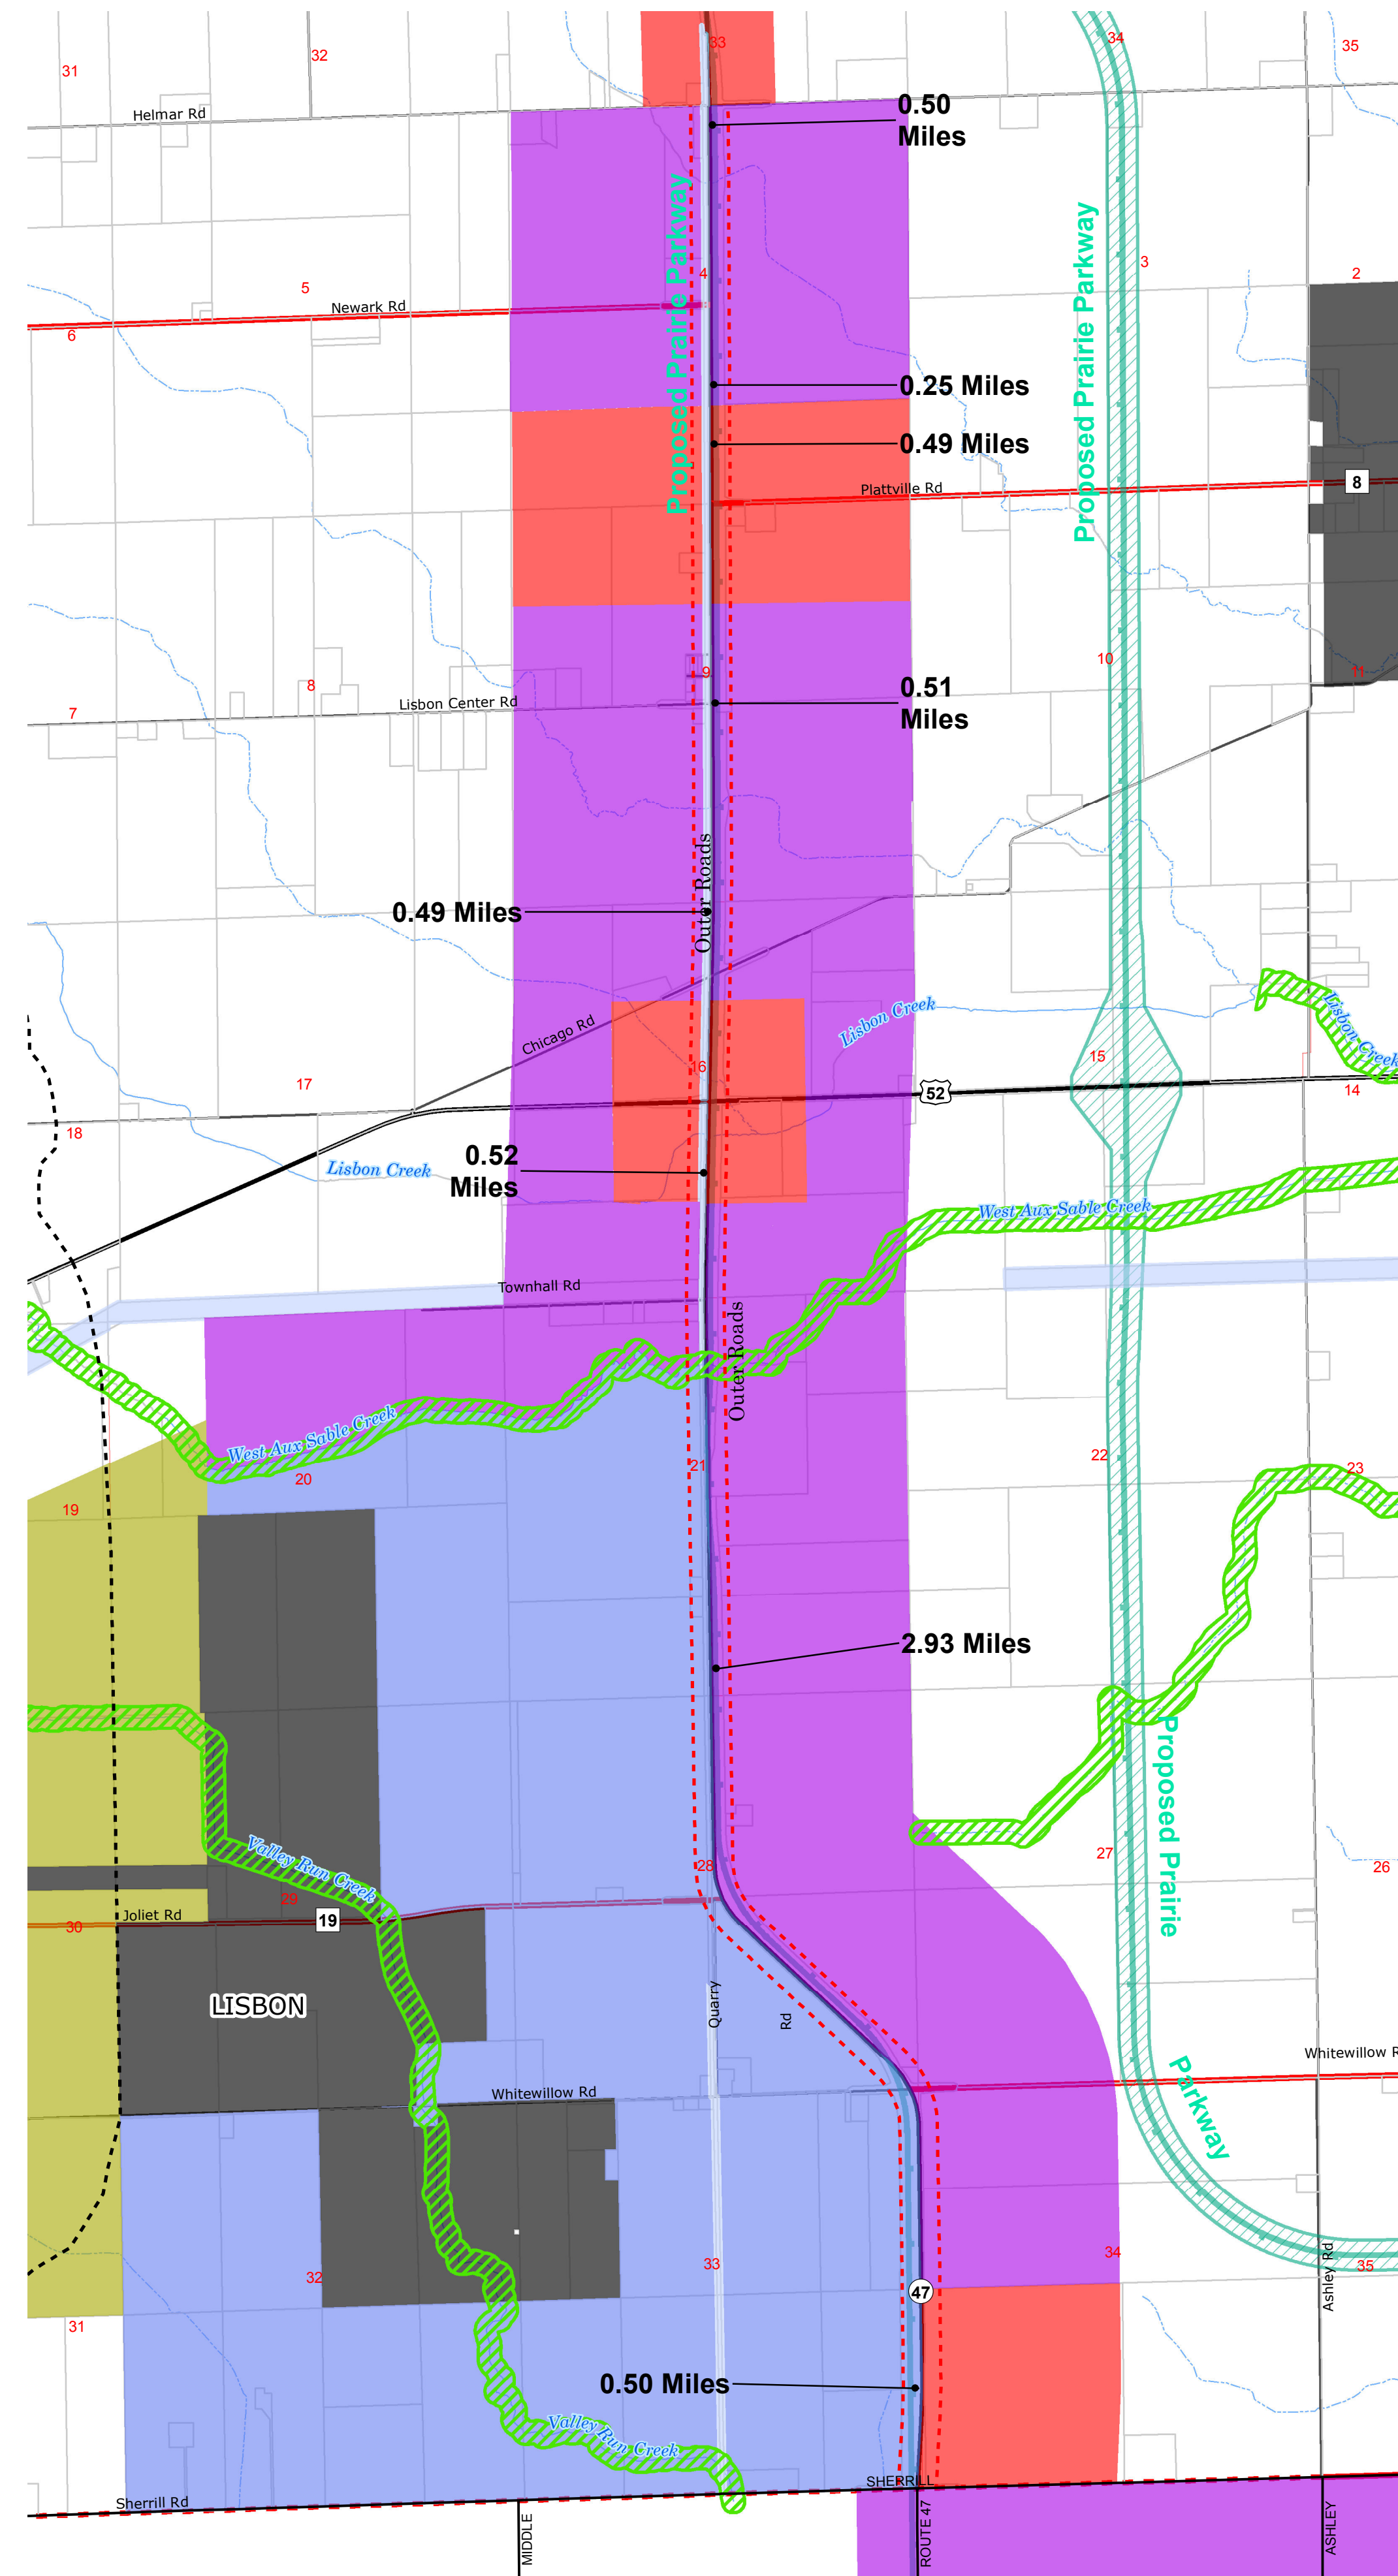 33
34
35
31
32
0.50
Miles
Helmar Rd
Proposed Prairie Parkway
Proposed Prairie Parkway
4
3
2
5
Newark Rd
6
0.25 Miles
0.49 Miles
Plattville Rd
8
10
9
11
8
0.51
Miles
Lisbon Center Rd
7
Outer Roads
0.49 Miles
Lisbon Creek
Lisbon Creek
Chicago Rd
15
16
17
14
52
18
0.52
Miles
Lisbon Creek
West Aux Sable Creek
Townhall Rd
Outer Roads
West Aux Sable Creek
22
21
23
20
19
2.93 Miles
Proposed Prairie
Parkway
Valley Run Creek
27
28
26
29
Joliet Rd
19
30
LISBON
Quarry
Rd
Whitewillow R
Whitewillow Rd
34
33
35
32
Ashley Rd
47
31
0.50 Miles
Valley Run Creek
SHERRILL
Sherrill Rd
MIDDLE
ROUTE 47
ASHLEY